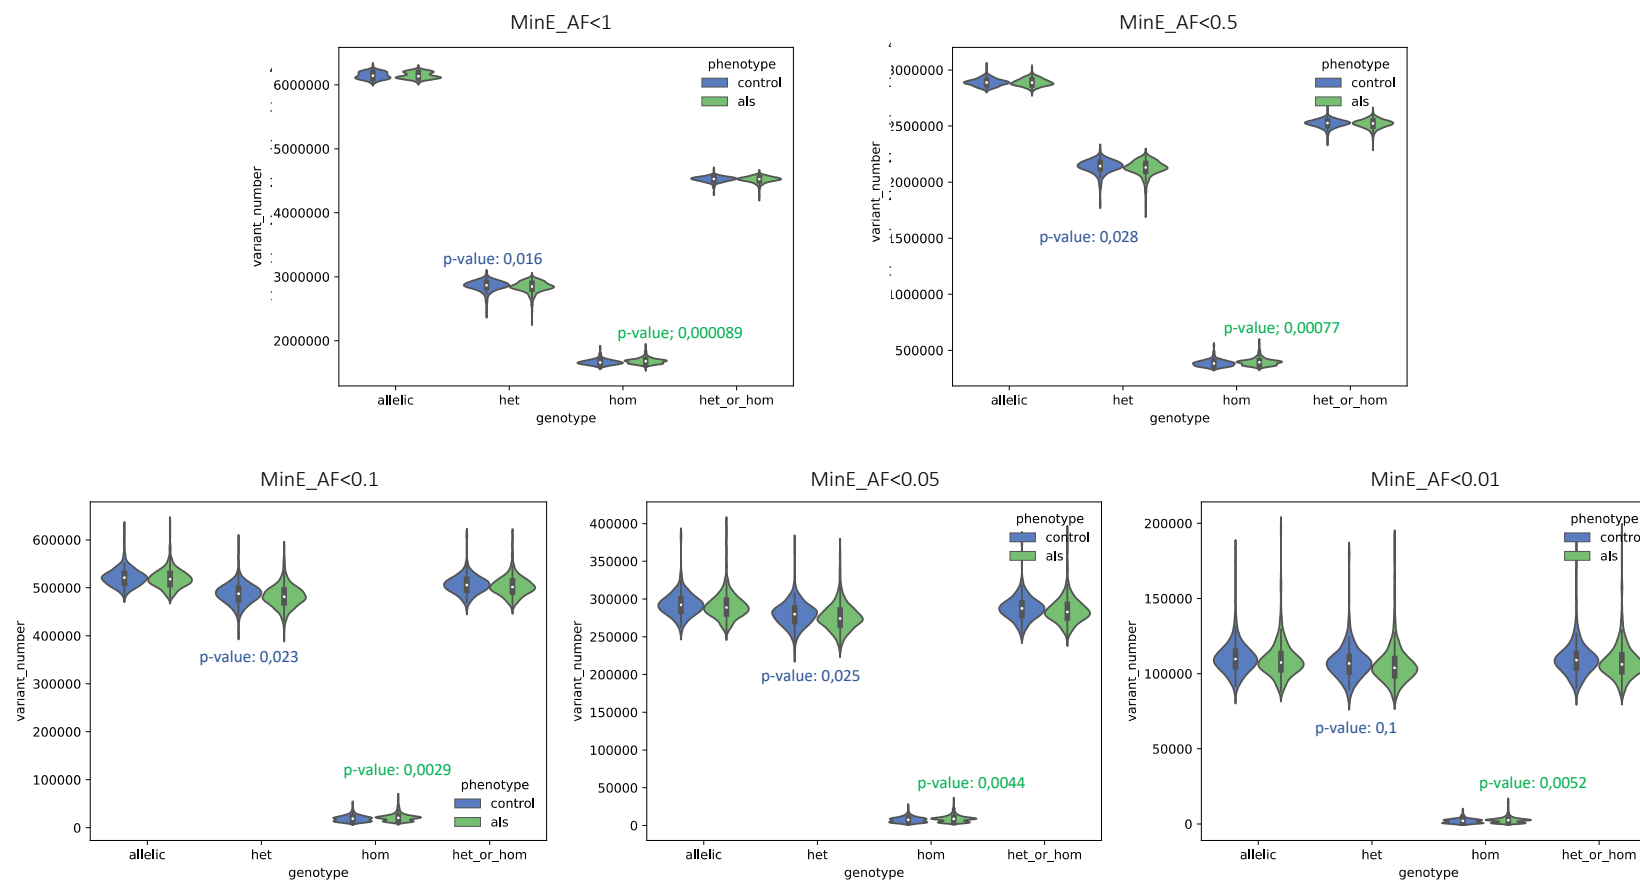 MinE_AF<1
phenotype
control
als
6000000
5000000
4000000
3000000
2000000
variant_number
p-value: 0,016
p-value; 0,000089
allelic het hom het_or_hom
genotype
MinE_AF<0.5
phenotype
control
als
3000000
2500000
2000000
1500000
1000000
500000
variant_number
p-value: 0,028
p-value; 0,00077
allelic het hom het_or_hom
genotype
MinE_AF<0.1
600000
500000
400000
300000
200000
100000
0
variant_number
p-value: 0,023
p-value: 0,0029
phenotype
control
als
allelic het hom het_or_hom
genotype
MinE_AF<0.05
phenotype
control
als
400000
350000
300000
250000
200000
150000
100000
50000
0
variant_number
p-value: 0,025
p-value: 0,0044
allelic het hom het_or_hom
genotype
MinE_AF<0.01
phenotype
control
als
200000
150000
100000
50000
0
variant_number
p-value: 0,1
p-value: 0,0052
allelic het hom het_or_hom
genotype